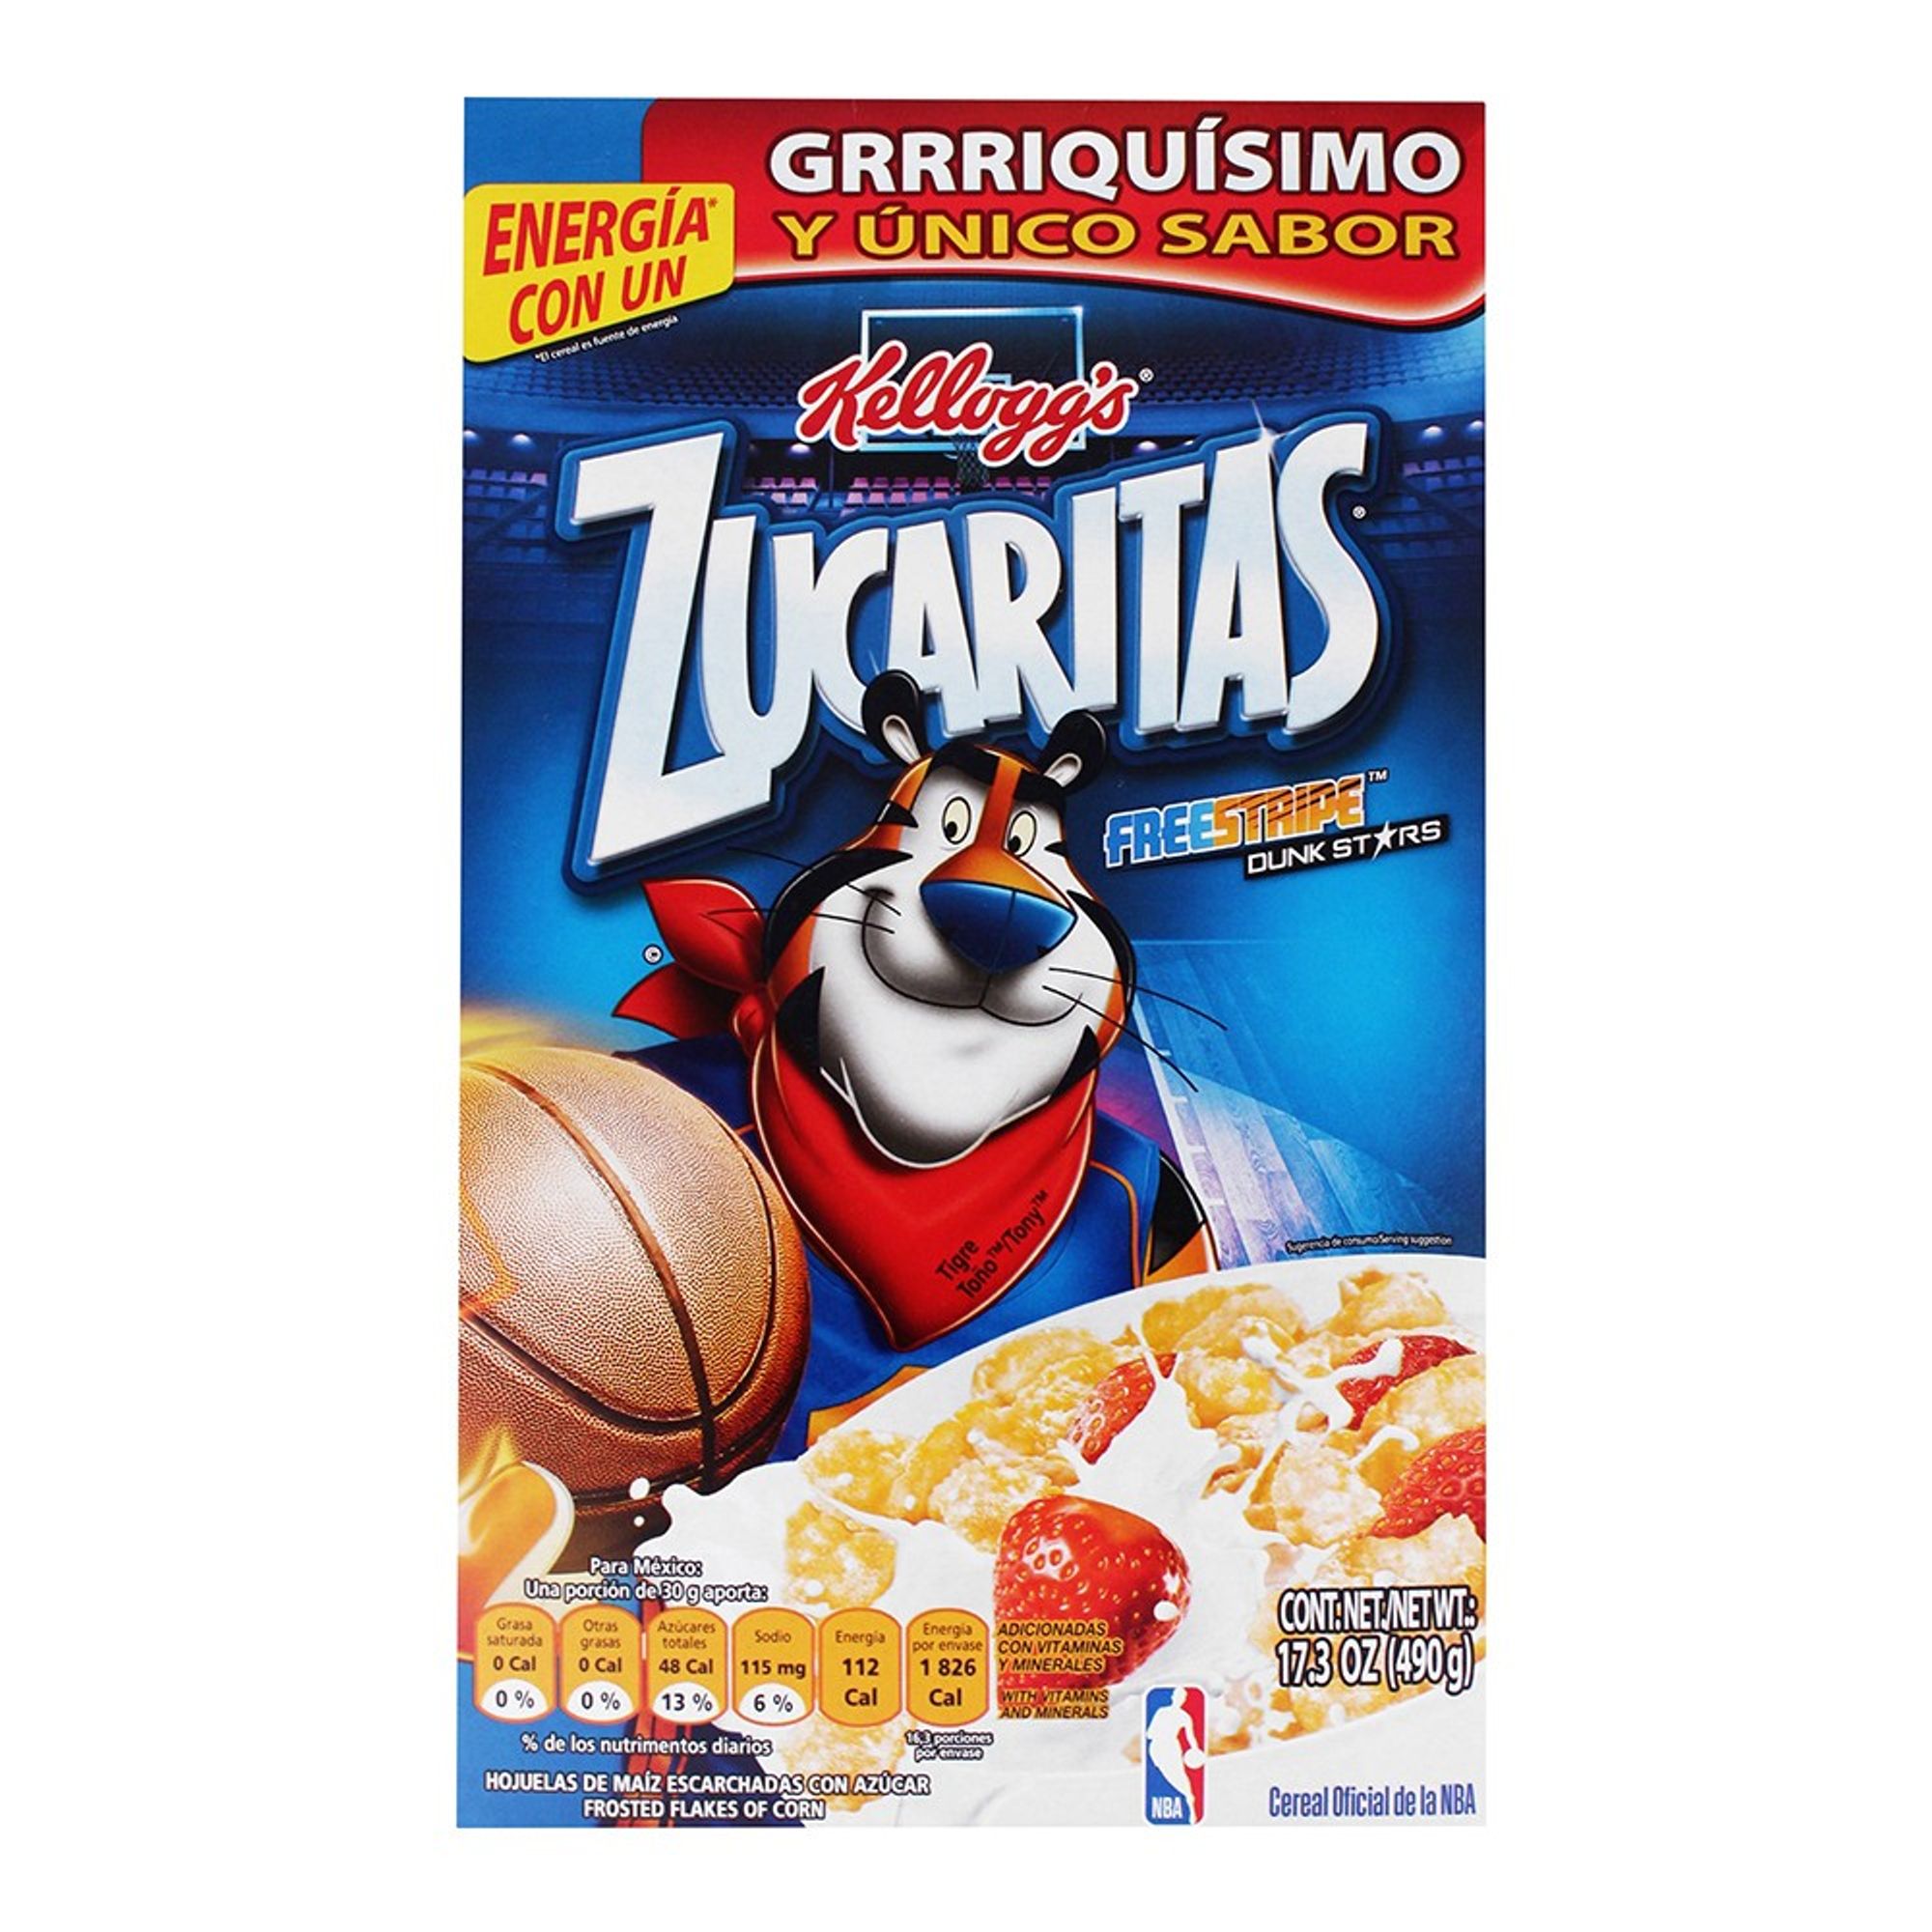 GRRRIQUÍSIMO
Y ÚNICO SABOR
ENERGÍA*
CON UN
*El cereal es fuente de energía
Kellogg's®
ZUCARITAS®
FREESTRIPE™
DUNK ST★RS
©
Tigre
Toño™/Tony™
Sugerencia de consumo/Serving suggestion
Para México:
Una porción de 30 g aporta:
Grasa saturada 0 Cal 0 %
Otras grasas 0 Cal 0 %
Azúcares totales 48 Cal 13 %
Sodio 115 mg 6 %
Energía 112 Cal
Energía por envase 1 826 Cal
% de los nutrimentos diarios
16.3 porciones
por envase
ADICIONADAS
CON VITAMINAS
Y MINERALES
WITH VITAMINS
AND MINERALS
CONT. NET./NET WT.:
17.3 OZ (490 g)
HOJUELAS DE MAÍZ ESCARCHADAS CON AZÚCAR
FROSTED FLAKES OF CORN
NBA
Cereal Oficial de la NBA